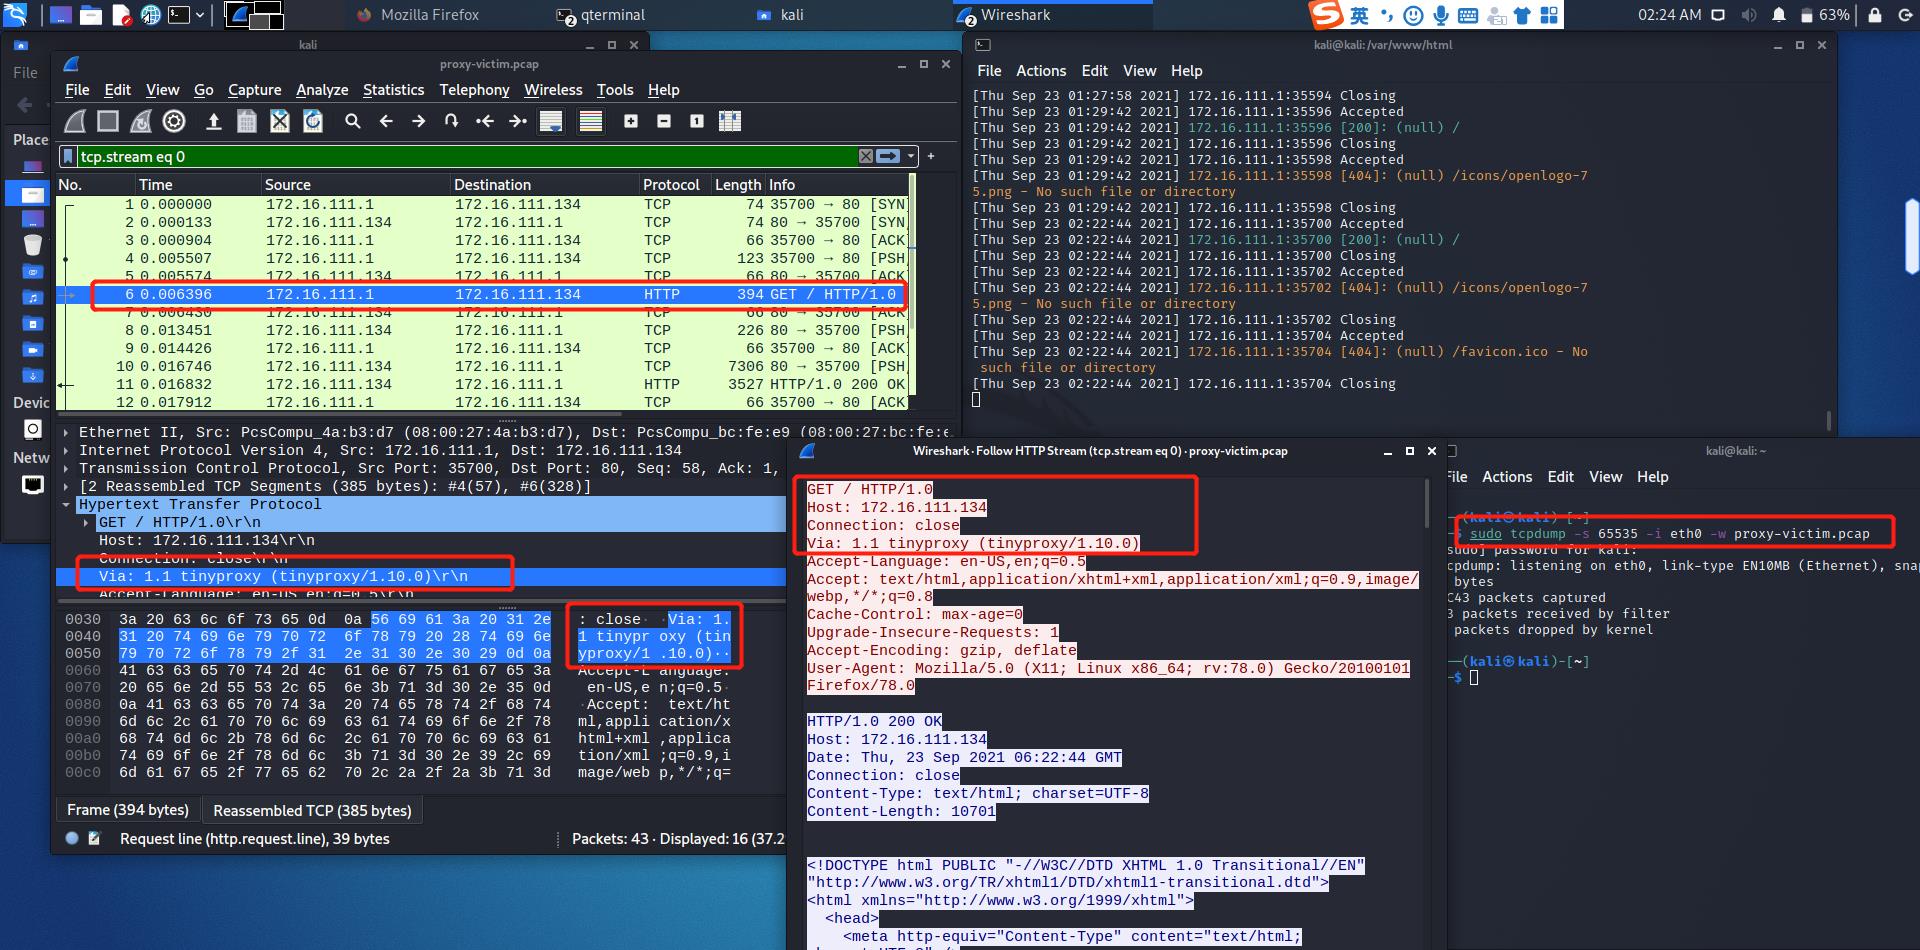 Mozilla Firefox
qterminal
kali
Wireshark
英
02:24 AM
63%
kali
File
Places
Devic
Netw
proxy-victim.pcap
File Edit View Go Capture Analyze Statistics Telephony Wireless Tools Help
tcp.stream eq 0
No. Time Source Destination Protocol Length Info
1 0.000000 172.16.111.1 172.16.111.134 TCP 74 35700 → 80 [SYN]
2 0.000133 172.16.111.134 172.16.111.1 TCP 74 80 → 35700 [SYN,
3 0.000904 172.16.111.1 172.16.111.134 TCP 66 35700 → 80 [ACK]
4 0.005507 172.16.111.1 172.16.111.134 TCP 123 35700 → 80 [PSH,
5 0.005574 172.16.111.134 172.16.111.1 TCP 66 80 → 35700 [ACK]
6 0.006396 172.16.111.1 172.16.111.134 HTTP 394 GET / HTTP/1.0
7 0.006430 172.16.111.134 172.16.111.1 TCP 66 80 → 35700 [ACK]
8 0.013451 172.16.111.134 172.16.111.1 TCP 226 80 → 35700 [PSH,
9 0.014426 172.16.111.1 172.16.111.134 TCP 66 35700 → 80 [ACK]
10 0.016746 172.16.111.134 172.16.111.1 TCP 7306 80 → 35700 [PSH,
11 0.016832 172.16.111.134 172.16.111.1 HTTP 3527 HTTP/1.0 200 OK
12 0.017912 172.16.111.1 172.16.111.134 TCP 66 35700 → 80 [ACK]
Ethernet II, Src: PcsCompu_4a:b3:d7 (08:00:27:4a:b3:d7), Dst: PcsCompu_bc:fe:e9 (08:00:27:bc:fe:e
Internet Protocol Version 4, Src: 172.16.111.1, Dst: 172.16.111.134
Transmission Control Protocol, Src Port: 35700, Dst Port: 80, Seq: 58, Ack: 1,
[2 Reassembled TCP Segments (385 bytes): #4(57), #6(328)]
Hypertext Transfer Protocol
GET / HTTP/1.0\r\n
Host: 172.16.111.134\r\n
Connection: close\r\n
Via: 1.1 tinyproxy (tinyproxy/1.10.0)\r\n
Accept-Language: en-US,en;q=0.5\r\n
0030 3a 20 63 6c 6f 73 65 0d 0a 56 69 61 3a 20 31 2e : close· ·Via: 1.
0040 31 20 74 69 6e 79 70 72 6f 78 79 20 28 74 69 6e 1 tinypr oxy (tin
0050 79 70 72 6f 78 79 2f 31 2e 31 30 2e 30 29 0d 0a yproxy/1 .10.0)··
0060 41 63 63 65 70 74 2d 4c 61 6e 67 75 61 67 65 3a Accept-L anguage:
0070 20 65 6e 2d 55 53 2c 65 6e 3b 71 3d 30 2e 35 0d en-US,e n;q=0.5·
0080 0a 41 63 63 65 70 74 3a 20 74 65 78 74 2f 68 74 ·Accept: text/ht
0090 6d 6c 2c 61 70 70 6c 69 63 61 74 69 6f 6e 2f 78 ml,appli cation/x
00a0 68 74 6d 6c 2b 78 6d 6c 2c 61 70 70 6c 69 63 61 html+xml ,applica
00b0 74 69 6f 6e 2f 78 6d 6c 3b 71 3d 30 2e 39 2c 69 tion/xml ;q=0.9,i
00c0 6d 61 67 65 2f 77 65 62 70 2c 2a 2f 2a 3b 71 3d mage/web p,*/*;q=
Frame (394 bytes) Reassembled TCP (385 bytes)
Request line (http.request.line), 39 bytes
Packets: 43 · Displayed: 16 (37.2
kali@kali: /var/www/html
File Actions Edit View Help
[Thu Sep 23 01:27:58 2021] 172.16.111.1:35594 Closing
[Thu Sep 23 01:29:42 2021] 172.16.111.1:35596 Accepted
[Thu Sep 23 01:29:42 2021] 172.16.111.1:35596 [200]: (null) /
[Thu Sep 23 01:29:42 2021] 172.16.111.1:35596 Closing
[Thu Sep 23 01:29:42 2021] 172.16.111.1:35598 Accepted
[Thu Sep 23 01:29:42 2021] 172.16.111.1:35598 [404]: (null) /icons/openlogo-7
5.png - No such file or directory
[Thu Sep 23 01:29:42 2021] 172.16.111.1:35598 Closing
[Thu Sep 23 02:22:44 2021] 172.16.111.1:35700 Accepted
[Thu Sep 23 02:22:44 2021] 172.16.111.1:35700 [200]: (null) /
[Thu Sep 23 02:22:44 2021] 172.16.111.1:35700 Closing
[Thu Sep 23 02:22:44 2021] 172.16.111.1:35702 Accepted
[Thu Sep 23 02:22:44 2021] 172.16.111.1:35702 [404]: (null) /icons/openlogo-7
5.png - No such file or directory
[Thu Sep 23 02:22:44 2021] 172.16.111.1:35702 Closing
[Thu Sep 23 02:22:44 2021] 172.16.111.1:35704 Accepted
[Thu Sep 23 02:22:44 2021] 172.16.111.1:35704 [404]: (null) /favicon.ico - No
such file or directory
[Thu Sep 23 02:22:44 2021] 172.16.111.1:35704 Closing
Wireshark · Follow HTTP Stream (tcp.stream eq 0) · proxy-victim.pcap
GET / HTTP/1.0
Host: 172.16.111.134
Connection: close
Via: 1.1 tinyproxy (tinyproxy/1.10.0)
Accept-Language: en-US,en;q=0.5
Accept: text/html,application/xhtml+xml,application/xml;q=0.9,image/
webp,*/*;q=0.8
Cache-Control: max-age=0
Upgrade-Insecure-Requests: 1
Accept-Encoding: gzip, deflate
User-Agent: Mozilla/5.0 (X11; Linux x86_64; rv:78.0) Gecko/20100101
Firefox/78.0
HTTP/1.0 200 OK
Host: 172.16.111.134
Date: Thu, 23 Sep 2021 06:22:44 GMT
Connection: close
Content-Type: text/html; charset=UTF-8
Content-Length: 10701
<!DOCTYPE html PUBLIC "-//W3C//DTD XHTML 1.0 Transitional//EN"
"http://www.w3.org/TR/xhtml1/DTD/xhtml1-transitional.dtd">
<html xmlns="http://www.w3.org/1999/xhtml">
<head>
<meta http-equiv="Content-Type" content="text/html;
kali@kali: ~
File Actions Edit View Help
(kali㉿kali)-[~]
$ sudo tcpdump -s 65535 -i eth0 -w proxy-victim.pcap
sudo] password for kali:
cpdump: listening on eth0, link-type EN10MB (Ethernet), sna
bytes
^C43 packets captured
3 packets received by filter
packets dropped by kernel
(kali㉿kali)-[~]
$